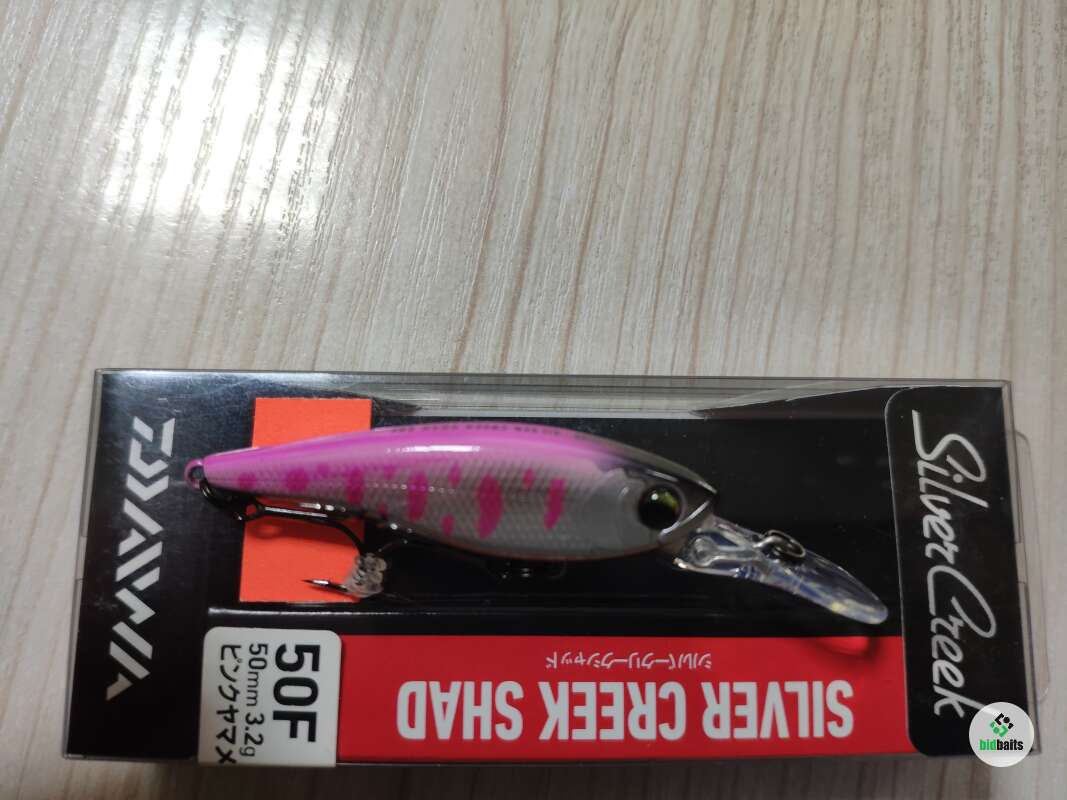 DAIWA
Silver Creek
シルバークリークシャッド
SILVER CREEK SHAD
50F
50mm 3.2g
ピンクヤマメ
bidbaits